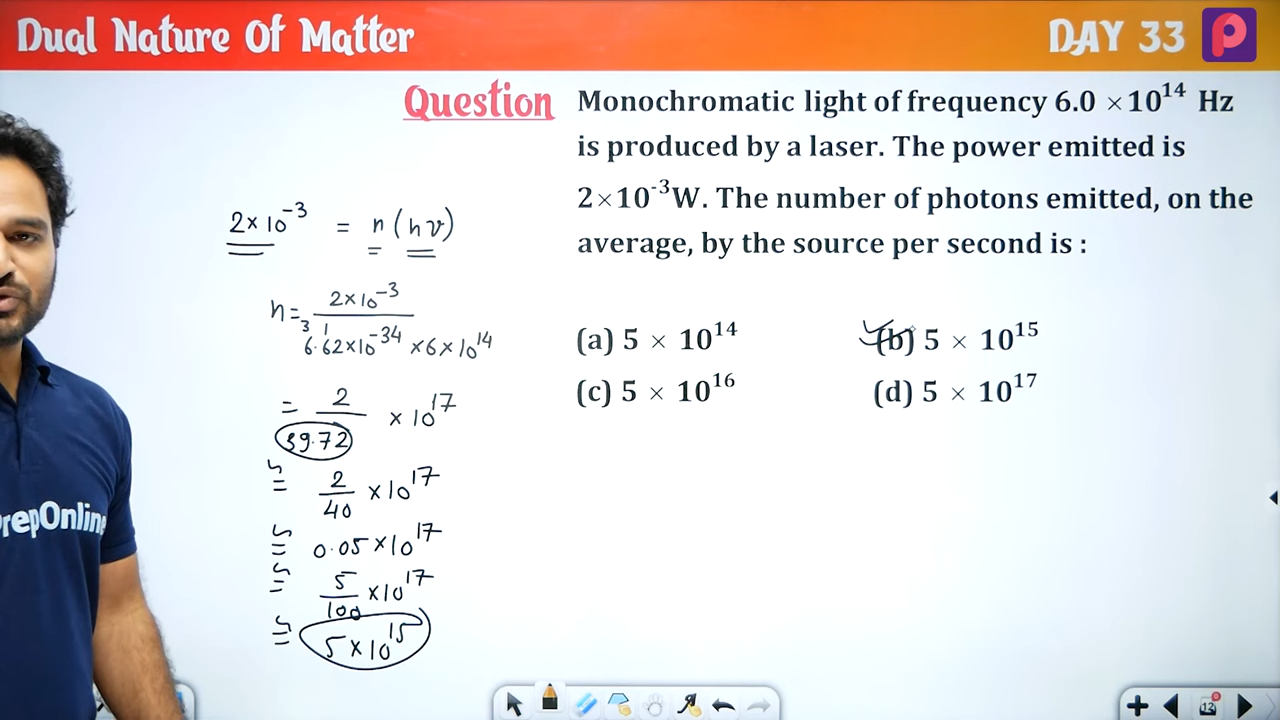 Dual Nature Of Matter
DAY 33
Question
Monochromatic light of frequency 6.0 × 10¹⁴ Hz
is produced by a laser. The power emitted is
2×10⁻³W. The number of photons emitted, on the
average, by the source per second is :
(a) 5 × 10¹⁴
(b) 5 × 10¹⁵
(c) 5 × 10¹⁶
(d) 5 × 10¹⁷
2×10⁻³ = n (hν)
n = 2×10⁻³
6.62×10⁻³⁴ ×6×10¹⁴
3 1
= 2 × 10¹⁷
39.72
≈ 2/40 ×10¹⁷
≈ 0.05×10¹⁷
≈ 5/100 ×10¹⁷
≈ 5×10¹⁵
PrepOnline
12